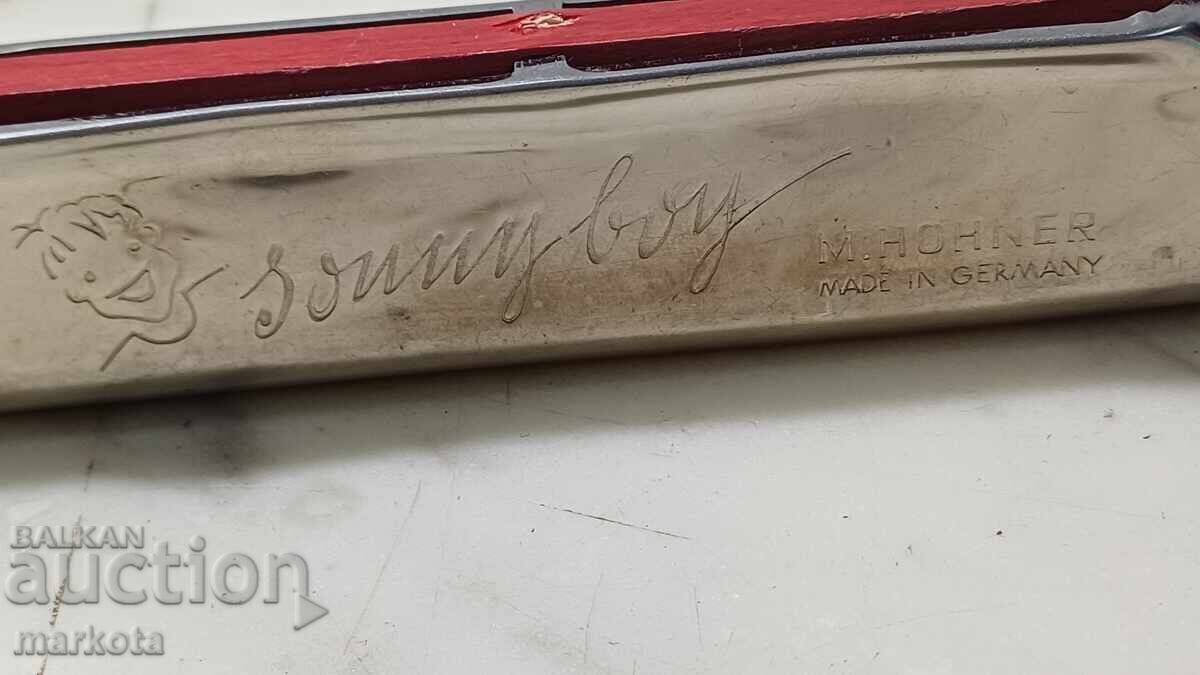 sonny boy
M. HOHNER
MADE IN GERMANY
BALKAN
auction
markota